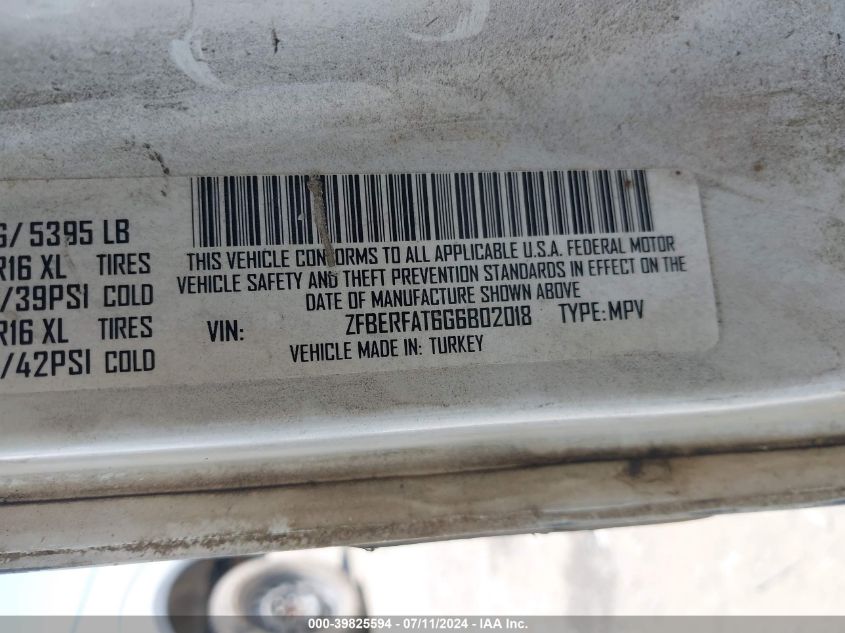 G/ 5395 LB
R16 XL TIRES
/39PSI COLD
R16 XL TIRES
/42PSI COLD
THIS VEHICLE CONFORMS TO ALL APPLICABLE U.S.A. FEDERAL MOTOR
VEHICLE SAFETY AND THEFT PREVENTION STANDARDS IN EFFECT ON THE
DATE OF MANUFACTURE SHOWN ABOVE
VIN: ZFBERFAT6G6B02018 TYPE:MPV
VEHICLE MADE IN: TURKEY
000-39825594 - 07/11/2024 - IAA Inc.